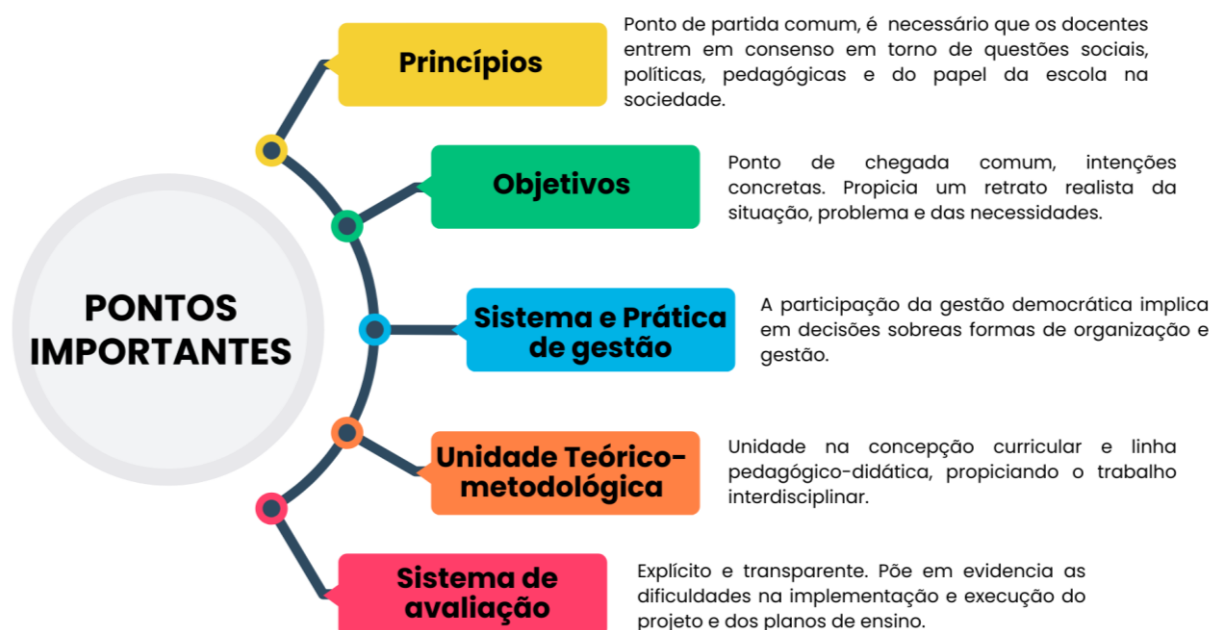 Princípios
Ponto de partida comum, é necessário que os docentes
entrem em consenso em torno de questões sociais,
políticas, pedagógicas e do papel da escola na
sociedade.
Objetivos
Ponto de chegada comum, intenções
concretas. Propicia um retrato realista da
situação, problema e das necessidades.
PONTOS
IMPORTANTES
Sistema e Prática
de gestão
A participação da gestão democrática implica
em decisões sobreas formas de organização e
gestão.
Unidade Teórico-
metodológica
Unidade na concepção curricular e linha
pedagógico-didática, propiciando o trabalho
interdisciplinar.
Sistema de
avaliação
Explícito e transparente. Põe em evidencia as
dificuldades na implementação e execução do
projeto e dos planos de ensino.